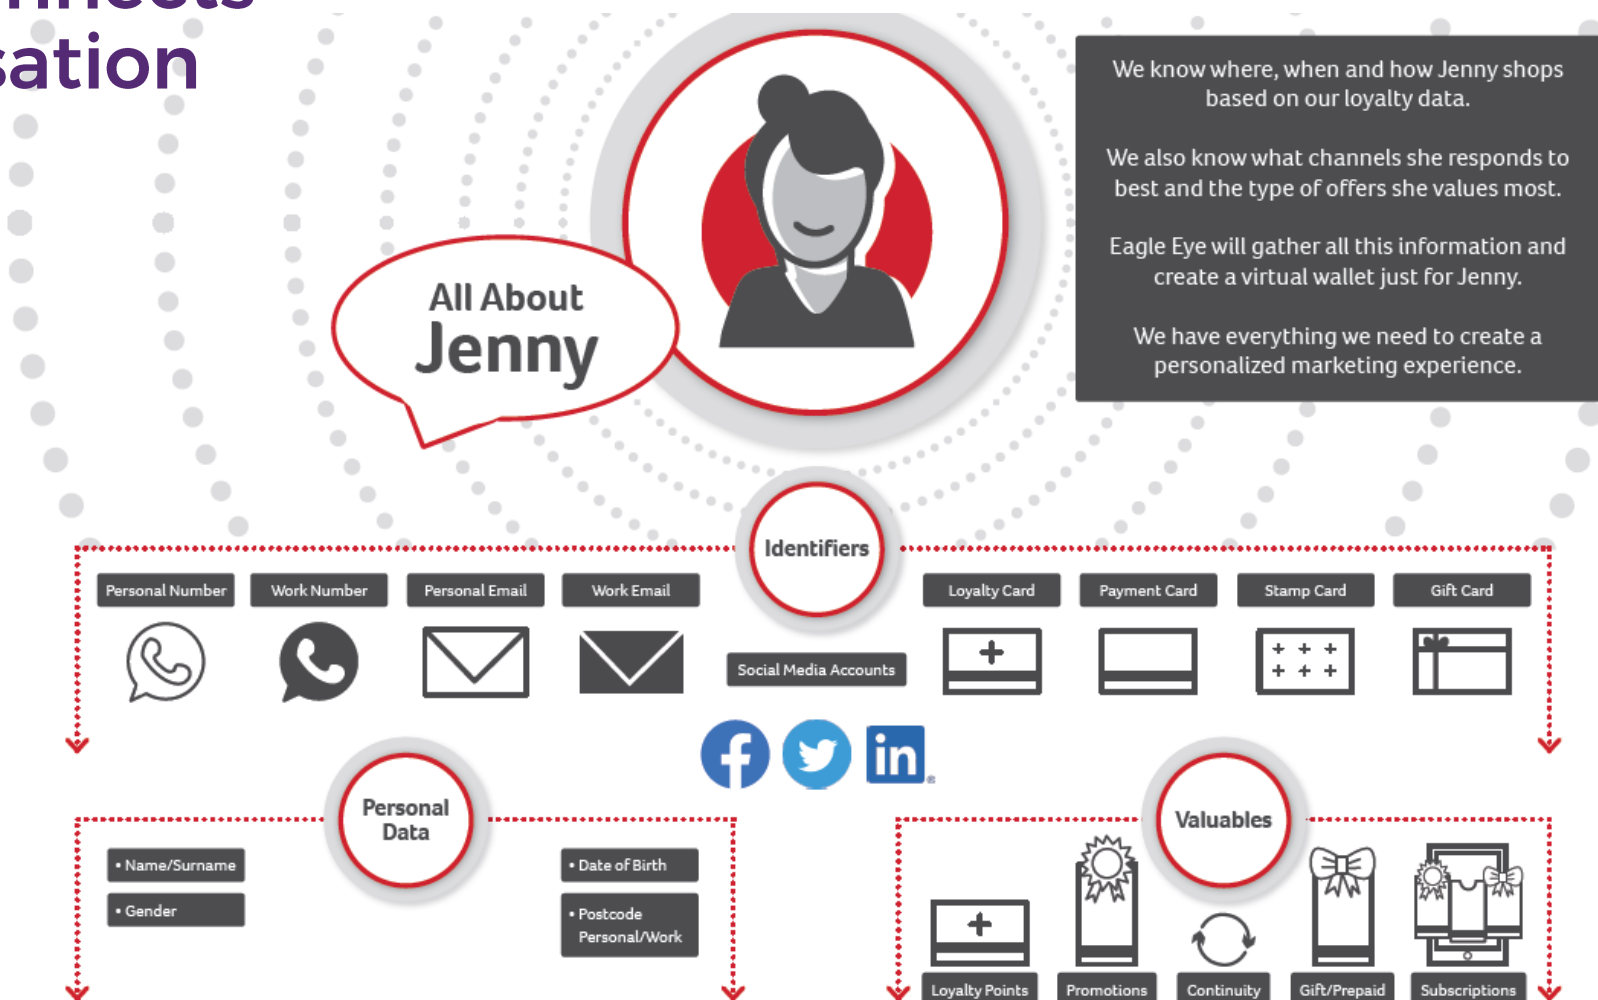 sation
We know where, when and how Jenny shops
based on our loyalty data.
We also know what channels she responds to
best and the type of offers she values most.
Eagle Eye will gather all this information and
create a virtual wallet just for Jenny.
We have everything we need to create a
personalized marketing experience.
All About
Jenny
Identifiers
Personal Number
Work Number
Personal Email
Work Email
Social Media Accounts
Loyalty Card
Payment Card
Stamp Card
Gift Card
f
in
®
Personal
Data
• Name/Surname
• Gender
• Date of Birth
• Postcode
Personal/Work
Valuables
Loyalty Points
Promotions
Continuity
Gift/Prepaid
Subscriptions